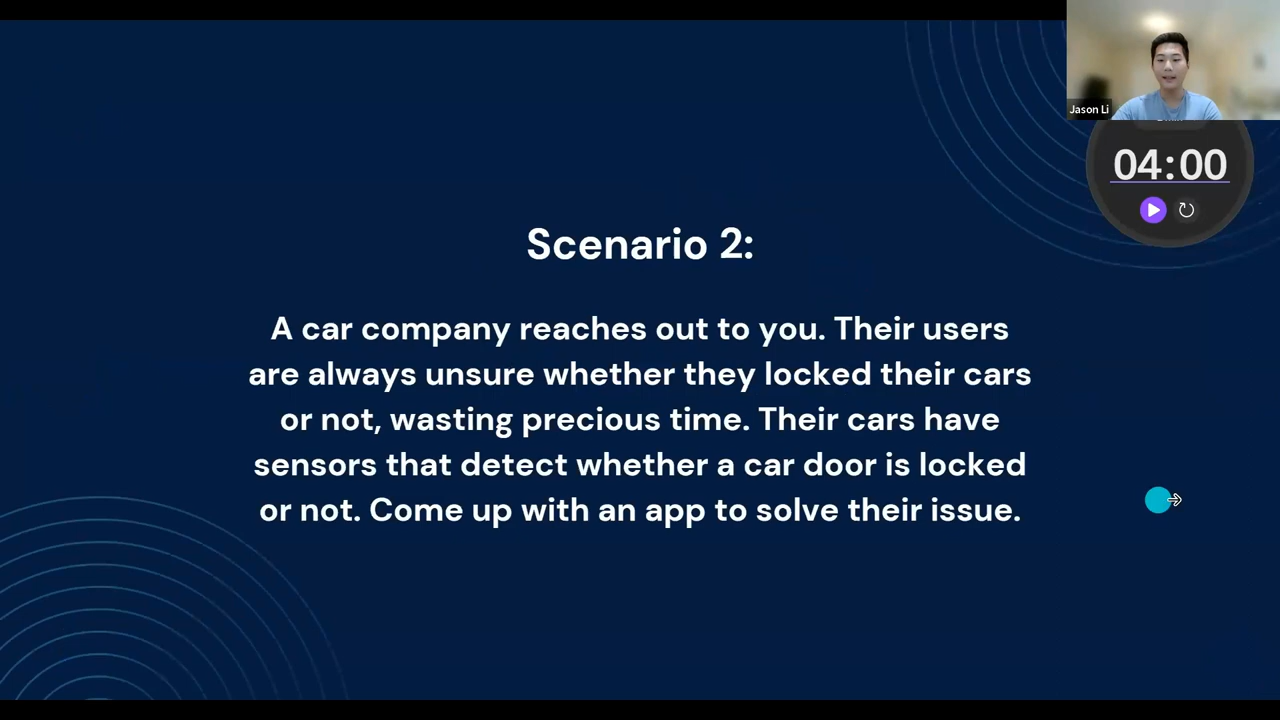 Jason Li
04:00
Scenario 2:
A car company reaches out to you. Their users
are always unsure whether they locked their cars
or not, wasting precious time. Their cars have
sensors that detect whether a car door is locked
or not. Come up with an app to solve their issue.